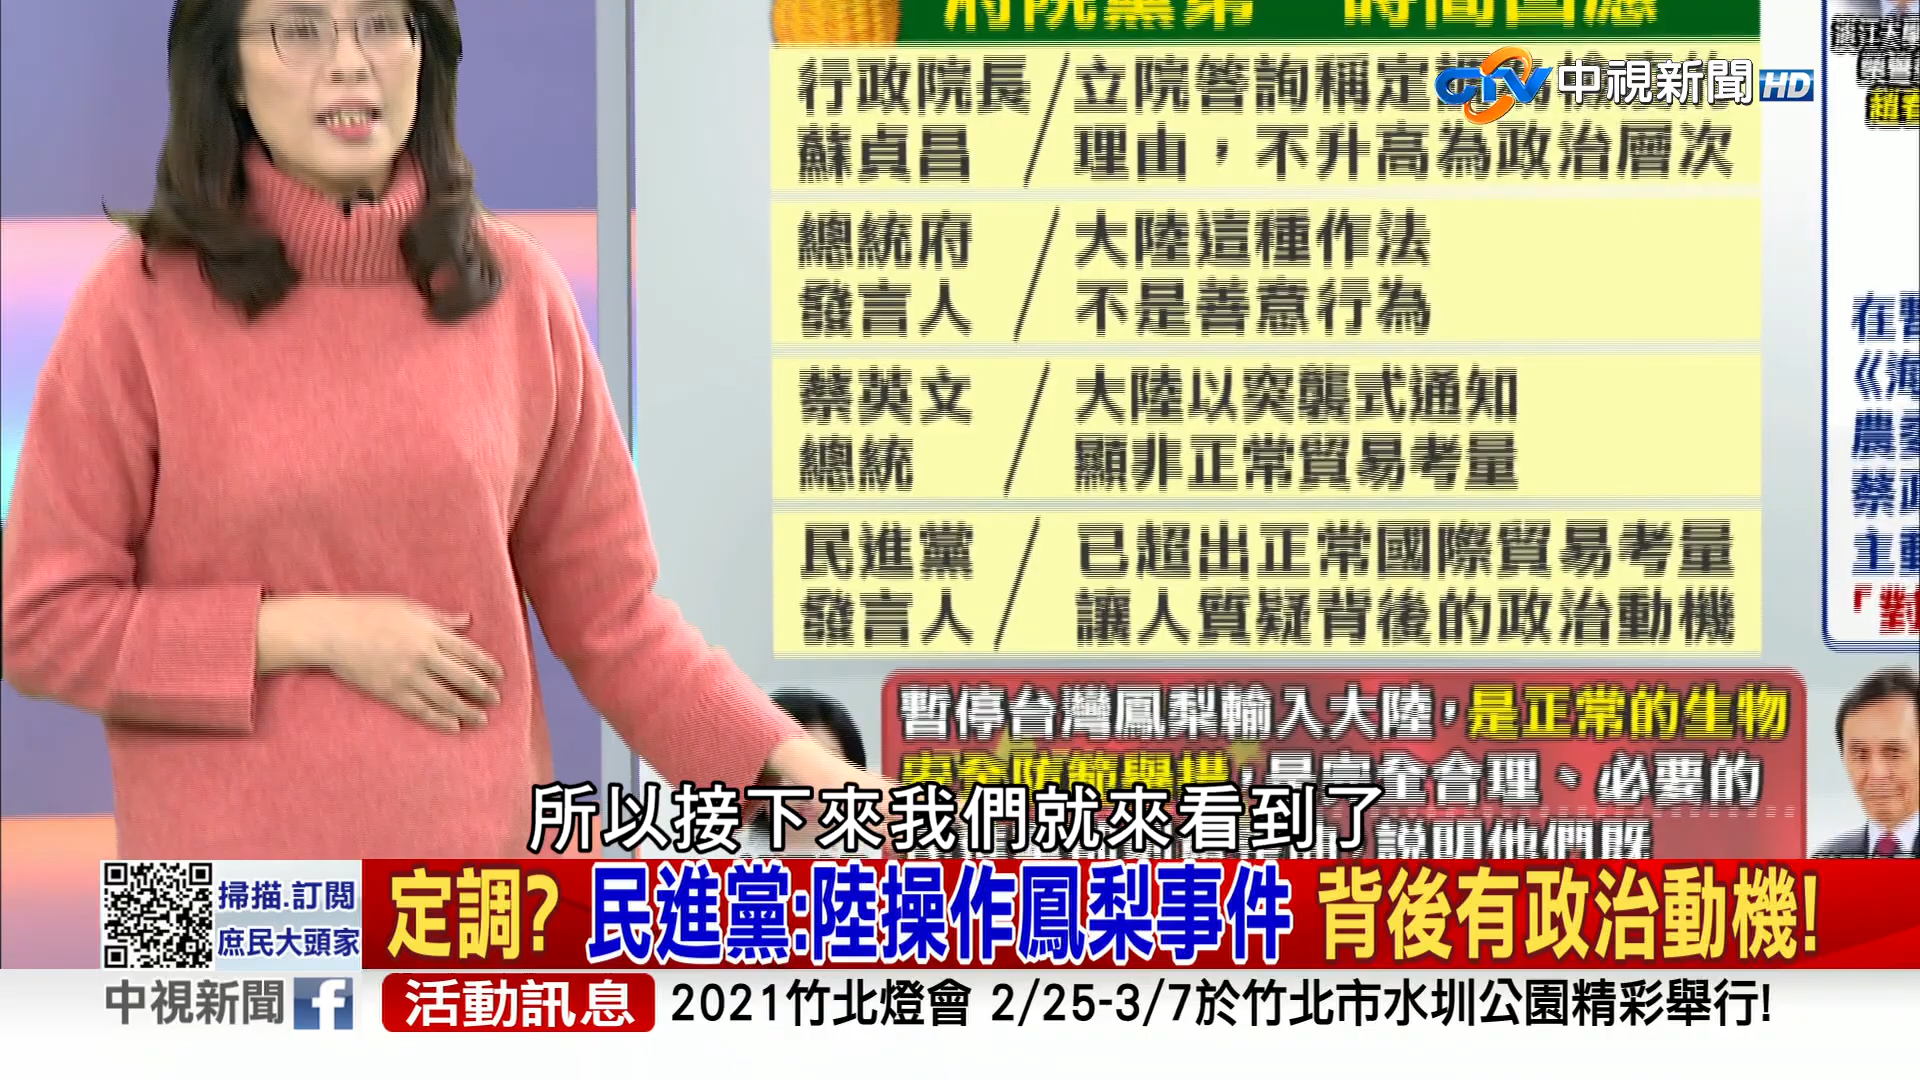 行政院長
蘇貞昌
立院答詢稱定調
理由，不升高為政治層次
總統府
發言人
大陸這種作法
不是善意行為
蔡英文
總統
大陸以突襲式通知
顯非正常貿易考量
民進黨
發言人
已超出正常國際貿易考量
讓人質疑背後的政治動機
CTV中視新聞HD
暫停台灣鳳梨輸入大陸，是正常的生物
安全防範舉措，是完全合理、必要的
所以接下來我們就來看到了
掃描.訂閱
庶民大頭家
定調? 民進黨:陸操作鳳梨事件 背後有政治動機!
中視新聞
活動訊息 2021竹北燈會 2/25-3/7於竹北市水圳公園精彩舉行!